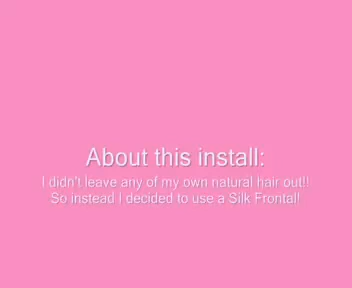 About this install:
I didn't leave any of my own natural hair out!!
So instead I decided to use a Silk Frontal!